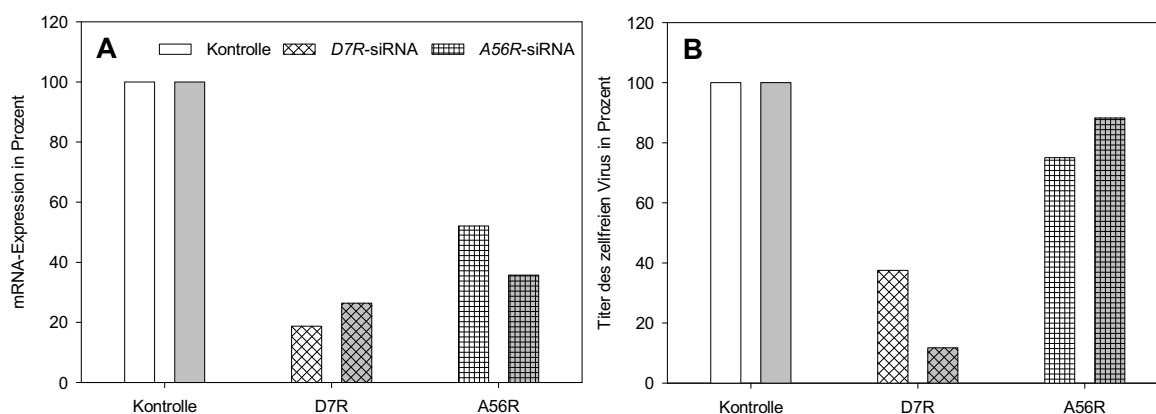 A
Kontrolle D7R-siRNA A56R-siRNA
mRNA-Expression in Prozent
120
100
80
60
40
20
0
Kontrolle D7R A56R
B
Titer des zellfreien Virus in Prozent
120
100
80
60
40
20
0
Kontrolle D7R A56R